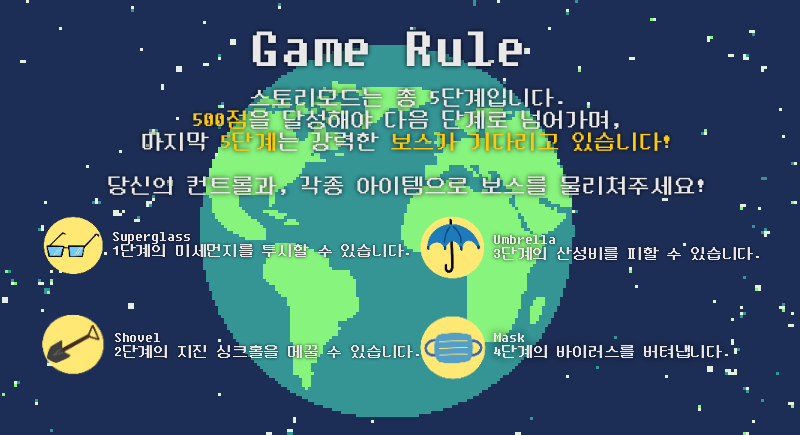 Game Rule
스토리모드는 총 5단계입니다.
500점을 달성해야 다음 단계로 넘어가며,
마지막 5단계는 강력한 보스가 기다리고 있습니다!
당신의 컨트롤과, 각종 아이템으로 보스를 물리쳐주세요!
Superglass
1단계의 미세먼지를 투시할 수 있습니다.
Umbrella
3단계의 산성비를 피할 수 있습니다.
Shovel
2단계의 지진 싱크홀을 메꿀 수 있습니다.
Mask
4단계의 바이러스를 버텨냅니다.